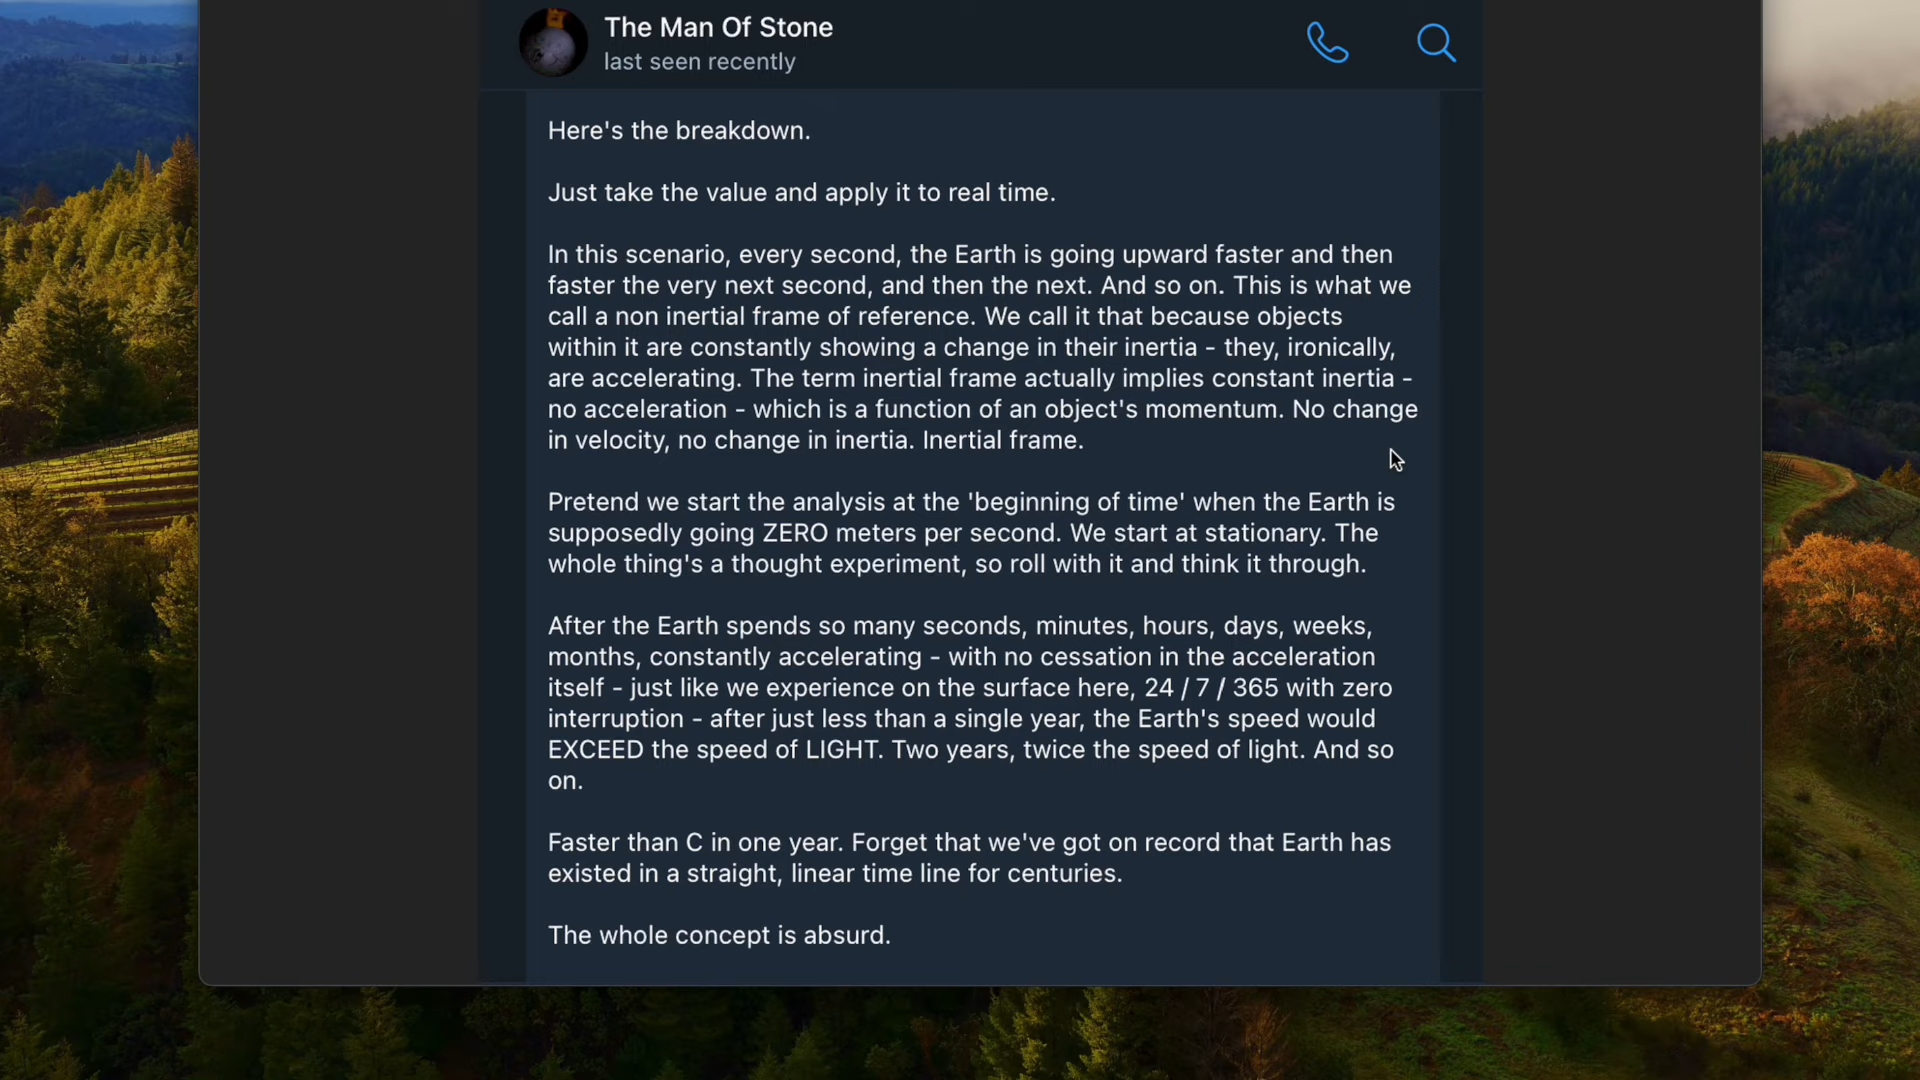 The Man Of Stone
last seen recently
Here's the breakdown.
Just take the value and apply it to real time.
In this scenario, every second, the Earth is going upward faster and then
faster the very next second, and then the next. And so on. This is what we
call a non inertial frame of reference. We call it that because objects
within it are constantly showing a change in their inertia - they, ironically,
are accelerating. The term inertial frame actually implies constant inertia -
no acceleration - which is a function of an object's momentum. No change
in velocity, no change in inertia. Inertial frame.
Pretend we start the analysis at the 'beginning of time' when the Earth is
supposedly going ZERO meters per second. We start at stationary. The
whole thing's a thought experiment, so roll with it and think it through.
After the Earth spends so many seconds, minutes, hours, days, weeks,
months, constantly accelerating - with no cessation in the acceleration
itself - just like we experience on the surface here, 24 / 7 / 365 with zero
interruption - after just less than a single year, the Earth's speed would
EXCEED the speed of LIGHT. Two years, twice the speed of light. And so
on.
Faster than C in one year. Forget that we've got on record that Earth has
existed in a straight, linear time line for centuries.
The whole concept is absurd.